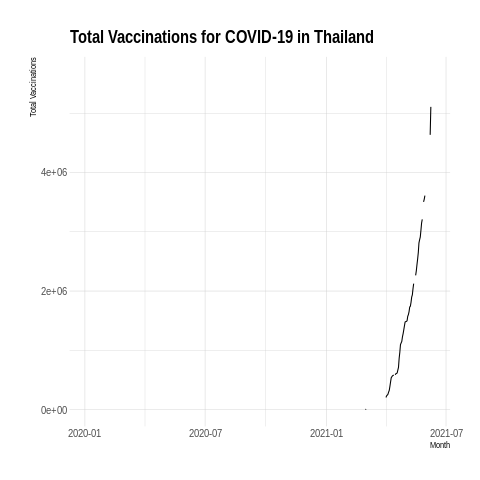 Total Vaccinations for COVID-19 in Thailand
Total Vaccinations
4e+06
2e+06
0e+00
2020-01 2020-07 2021-01 2021-07
Month